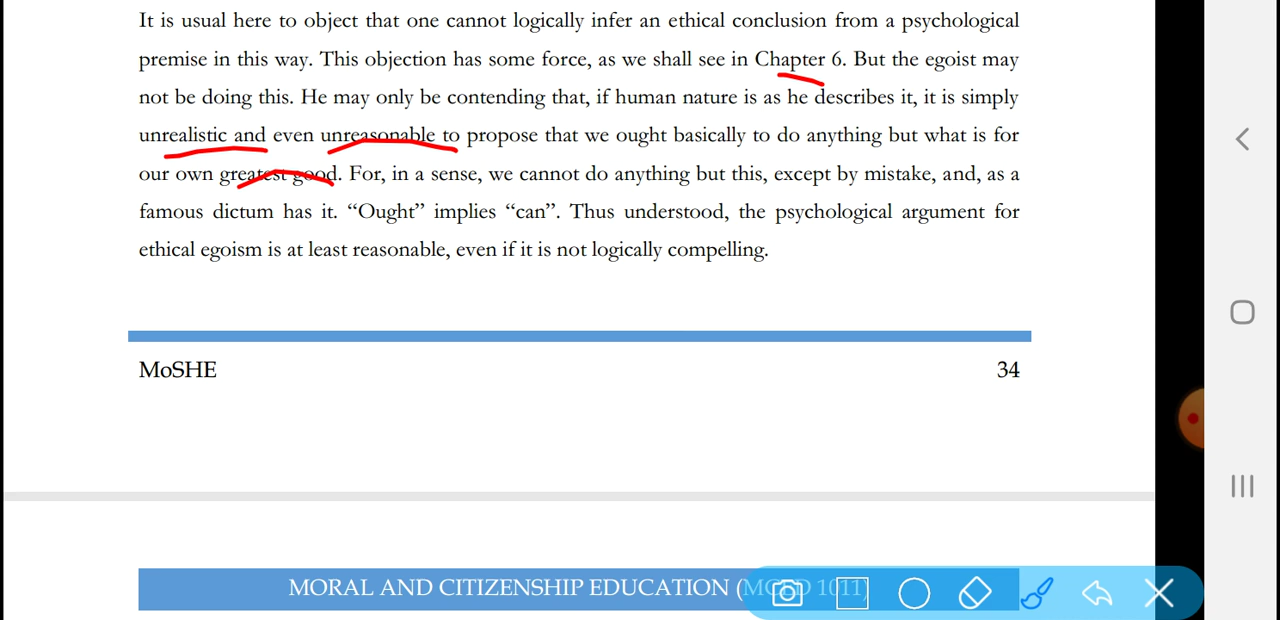 It is usual here to object that one cannot logically infer an ethical conclusion from a psychological
premise in this way. This objection has some force, as we shall see in Chapter 6. But the egoist may
not be doing this. He may only be contending that, if human nature is as he describes it, it is simply
unrealistic and even unreasonable to propose that we ought basically to do anything but what is for
our own greatest good. For, in a sense, we cannot do anything but this, except by mistake, and, as a
famous dictum has it. “Ought” implies “can”. Thus understood, the psychological argument for
ethical egoism is at least reasonable, even if it is not logically compelling.
MoSHE 34
MORAL AND CITIZENSHIP EDUCATION (MCED 1011)